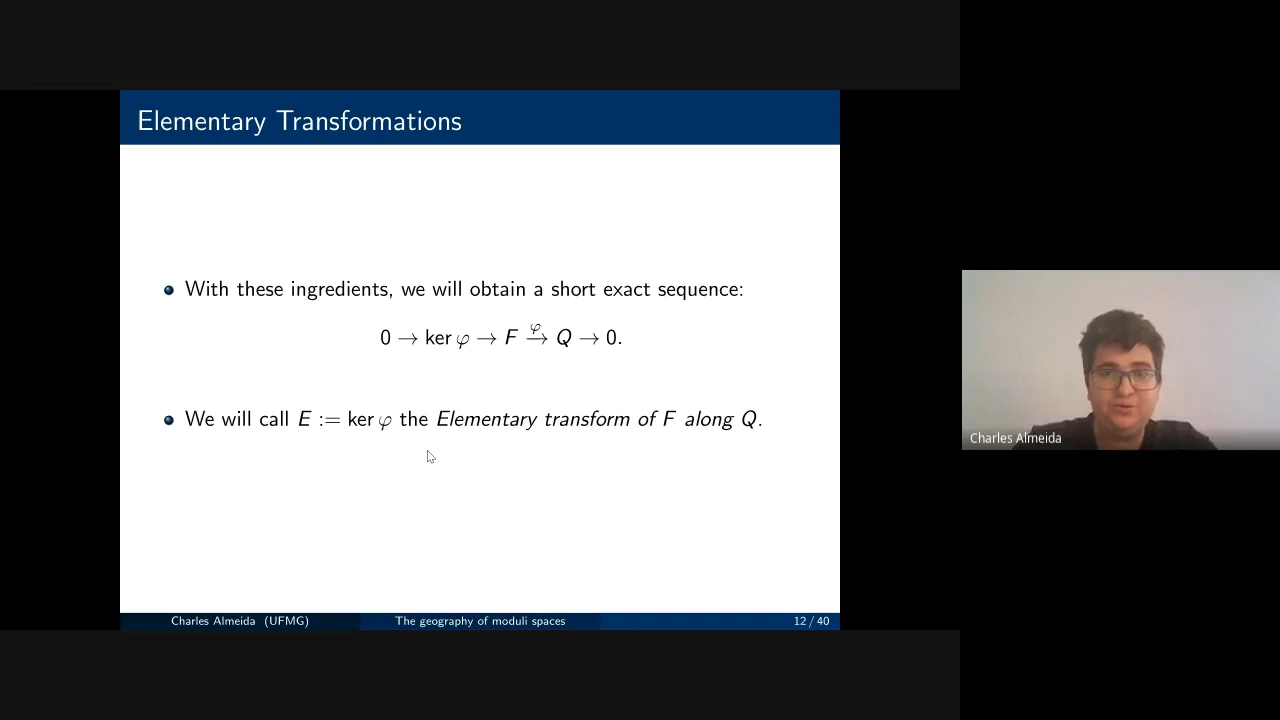 Elementary Transformations
With these ingredients, we will obtain a short exact sequence:
0 → ker φ → F →^φ Q → 0.
We will call E := ker φ the Elementary transform of F along Q.
Charles Almeida
Charles Almeida (UFMG) The geography of moduli spaces 12 / 40